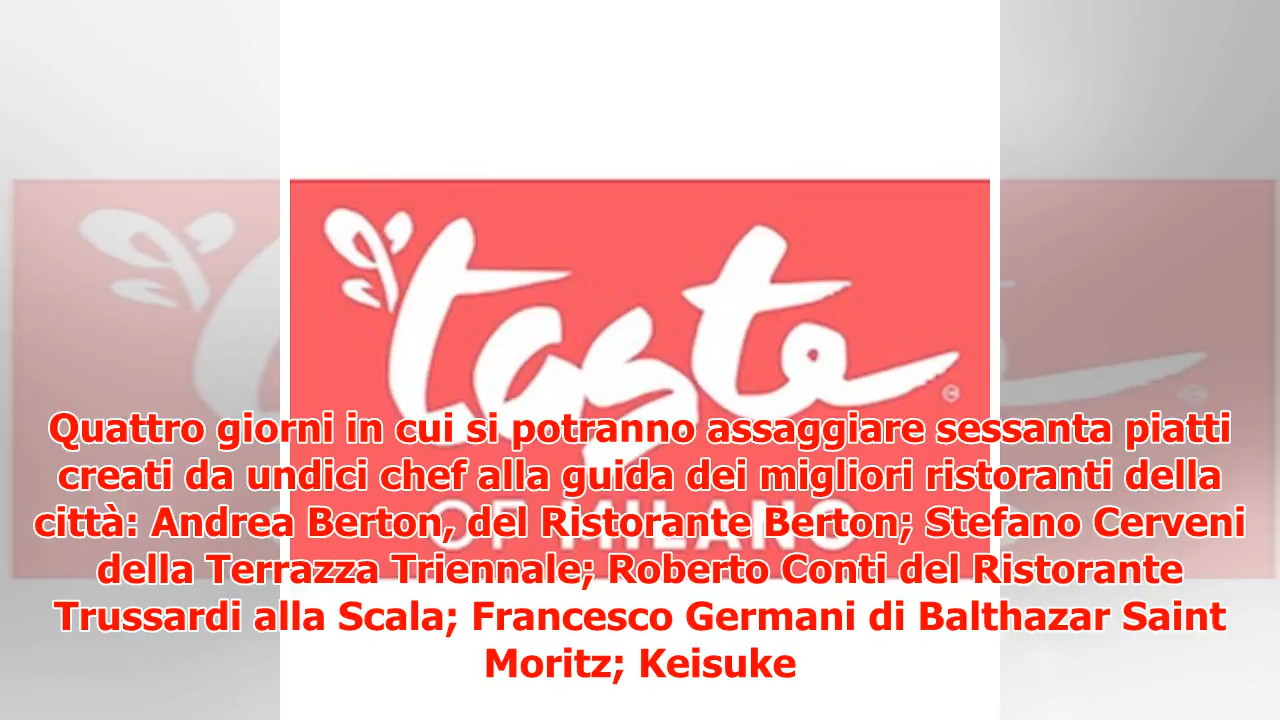 taste
OF MILANO
Quattro giorni in cui si potranno assaggiare sessanta piatti
creati da undici chef alla guida dei migliori ristoranti della
città: Andrea Berton, del Ristorante Berton; Stefano Cerveni
della Terrazza Triennale; Roberto Conti del Ristorante
Trussardi alla Scala; Francesco Germani di Balthazar Saint
Moritz; Keisuke